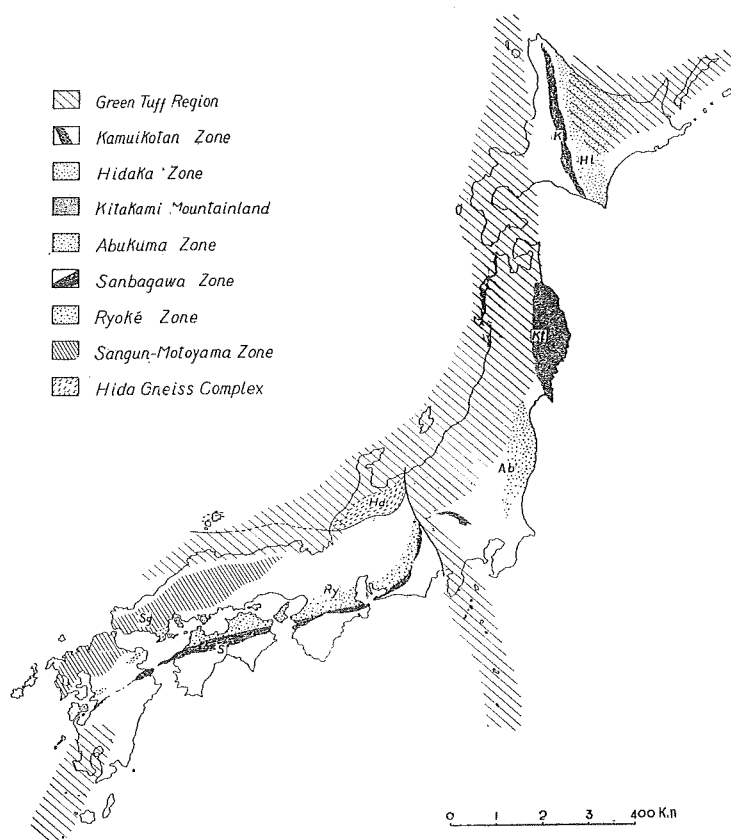 Green Tuff Region
Kamuikotan Zone
Hidaka Zone
Kitakami Mountainland
Abukuma Zone
Sanbagawa Zone
Ryoké Zone
Sangun-Motoyama Zone
Hida Gneiss Complex
K
Hl
Kt
Ab
Hd
Ry
Sg
S
0 1 2 3 400 K.m